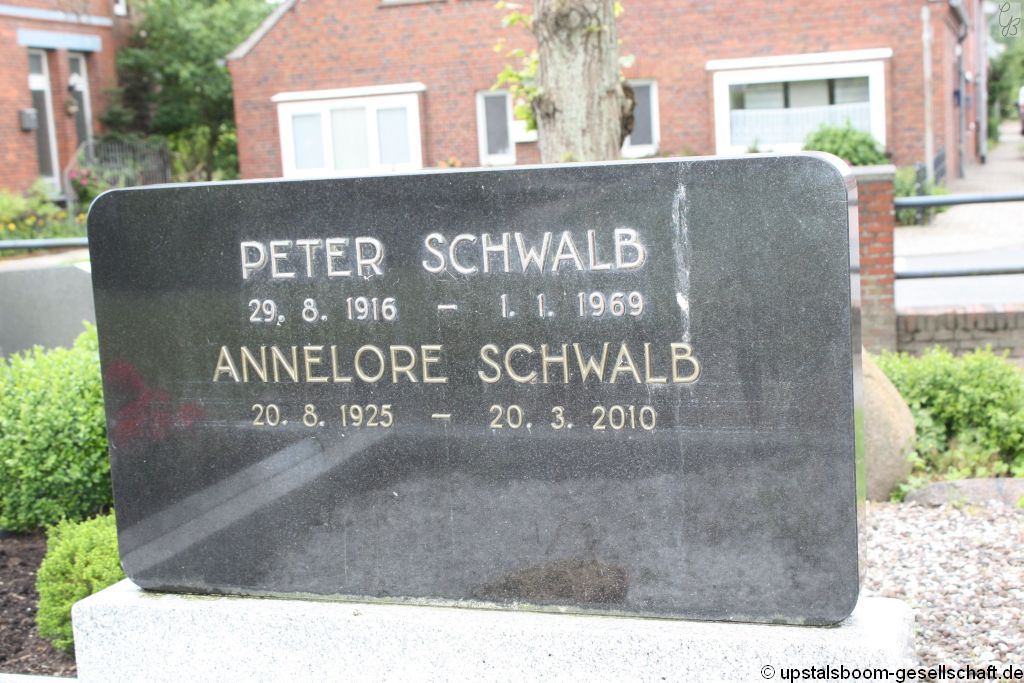 PETER SCHWALB
29. 8. 1916 – 1. 1. 1969
ANNELORE SCHWALB
20. 8. 1925 – 20. 3. 2010
© upstalsboom-gesellschaft.de